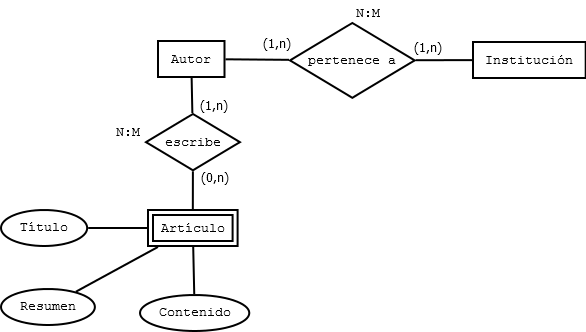 N:M
(1,n)
(1,n)
Autor
pertenece a
Institución
(1,n)
N:M
escribe
(0,n)
Título
Artículo
Resumen
Contenido